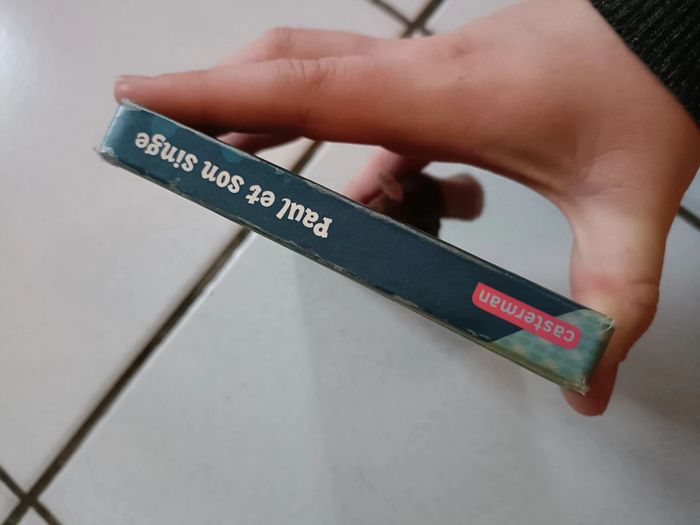 Paul et son singe
casterman